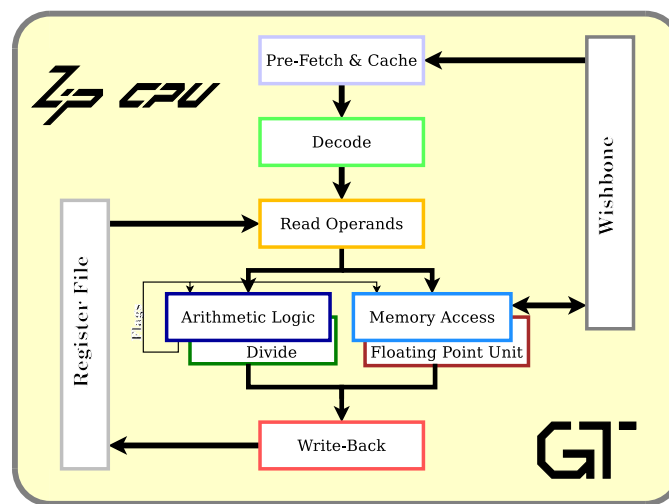 Zip CPU
Pre-Fetch & Cache
Decode
Read Operands
Register File
Wishbone
Flags
Arithmetic Logic
Memory Access
Divide
Floating Point Unit
Write-Back
GT